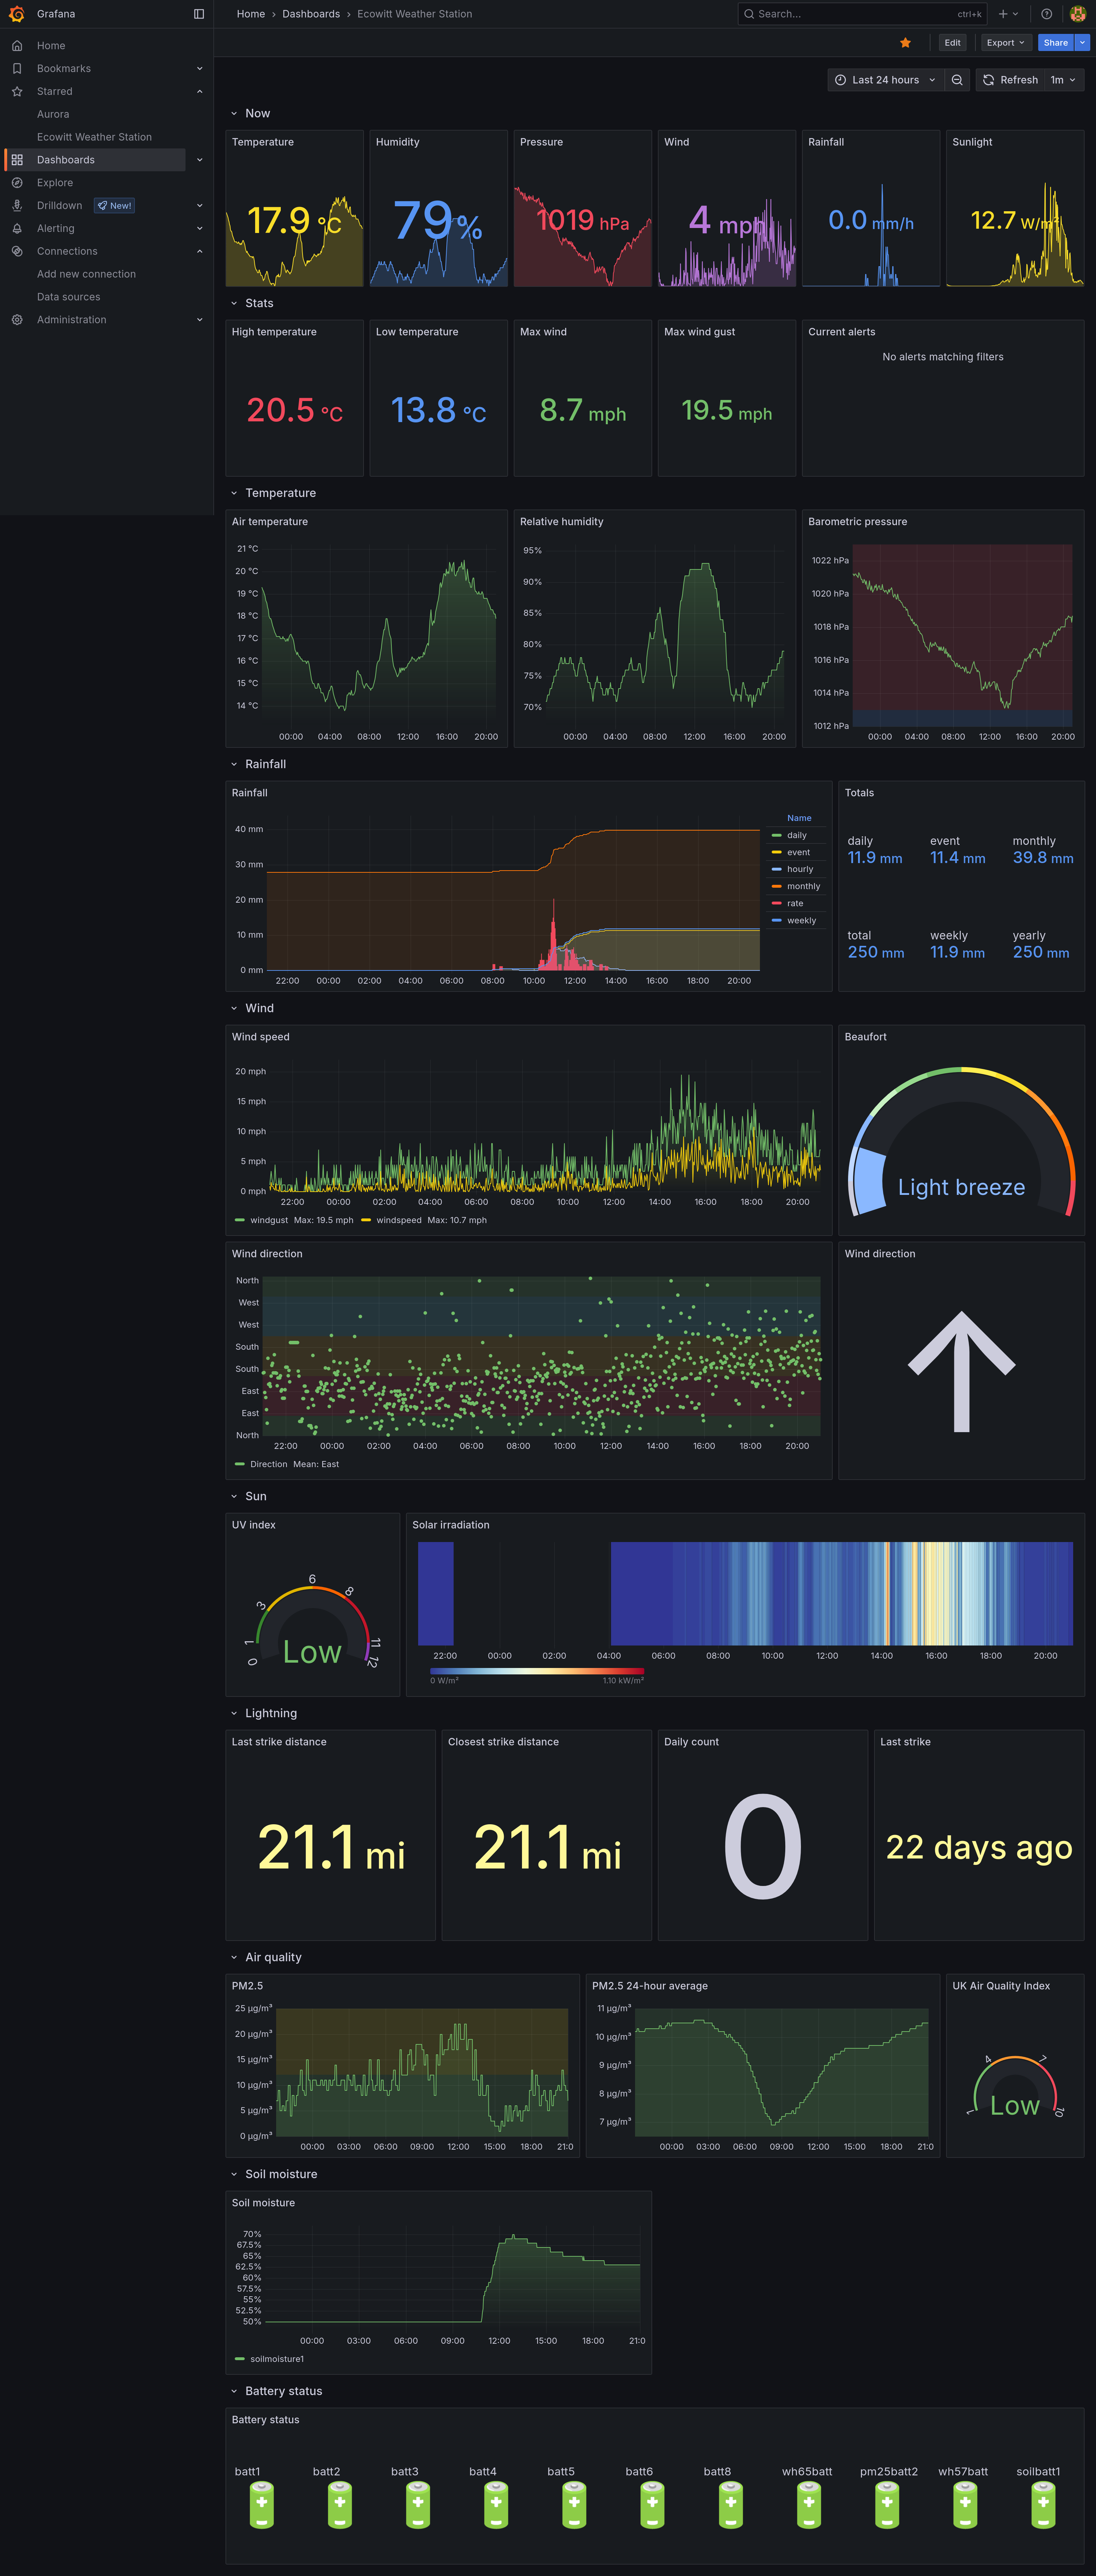 Grafana
Home › Dashboards › Ecowitt Weather Station
Search...
ctrl+k
Home
Bookmarks
Starred
Aurora
Ecowitt Weather Station
Dashboards
Explore
Drilldown
New!
Alerting
Connections
Add new connection
Data sources
Administration
Edit
Export
Share
Last 24 hours
Refresh
1m
Now
Temperature
17.9 °C
Humidity
79%
Pressure
1019 hPa
Wind
4 mph
Rainfall
0.0 mm/h
Sunlight
12.7 W/m²
Stats
High temperature
20.5 °C
Low temperature
13.8 °C
Max wind
8.7 mph
Max wind gust
19.5 mph
Current alerts
No alerts matching filters
Temperature
Air temperature
21 °C
20 °C
19 °C
18 °C
17 °C
16 °C
15 °C
14 °C
00:00 04:00 08:00 12:00 16:00 20:00
Relative humidity
95%
90%
85%
80%
75%
70%
00:00 04:00 08:00 12:00 16:00 20:00
Barometric pressure
1022 hPa
1020 hPa
1018 hPa
1016 hPa
1014 hPa
1012 hPa
00:00 04:00 08:00 12:00 16:00 20:00
Rainfall
Rainfall
40 mm
30 mm
20 mm
10 mm
0 mm
22:00 00:00 02:00 04:00 06:00 08:00 10:00 12:00 14:00 16:00 18:00 20:00
Name
daily
event
hourly
monthly
rate
weekly
Totals
daily
11.9 mm
event
11.4 mm
monthly
39.8 mm
total
250 mm
weekly
11.9 mm
yearly
250 mm
Wind
Wind speed
20 mph
15 mph
10 mph
5 mph
0 mph
22:00 00:00 02:00 04:00 06:00 08:00 10:00 12:00 14:00 16:00 18:00 20:00
windgust Max: 19.5 mph windspeed Max: 10.7 mph
Beaufort
Light breeze
Wind direction
North
West
West
South
South
East
East
North
22:00 00:00 02:00 04:00 06:00 08:00 10:00 12:00 14:00 16:00 18:00 20:00
Direction Mean: East
Wind direction
Sun
UV index
0
1
3
6
8
11
12
Low
Solar irradiation
22:00 00:00 02:00 04:00 06:00 08:00 10:00 12:00 14:00 16:00 18:00 20:00
0 W/m² 1.10 kW/m²
Lightning
Last strike distance
21.1 mi
Closest strike distance
21.1 mi
Daily count
0
Last strike
22 days ago
Air quality
PM2.5
25 µg/m³
20 µg/m³
15 µg/m³
10 µg/m³
5 µg/m³
0 µg/m³
00:00 03:00 06:00 09:00 12:00 15:00 18:00 21:0
PM2.5 24-hour average
11 µg/m³
10 µg/m³
9 µg/m³
8 µg/m³
7 µg/m³
00:00 03:00 06:00 09:00 12:00 15:00 18:00 21:0
UK Air Quality Index
1
4
7
10
Low
Soil moisture
Soil moisture
70%
67.5%
65%
62.5%
60%
57.5%
55%
52.5%
50%
00:00 03:00 06:00 09:00 12:00 15:00 18:00 21:0
soilmoisture1
Battery status
Battery status
batt1 batt2 batt3 batt4 batt5 batt6 batt8 wh65batt pm25batt2 wh57batt soilbatt1